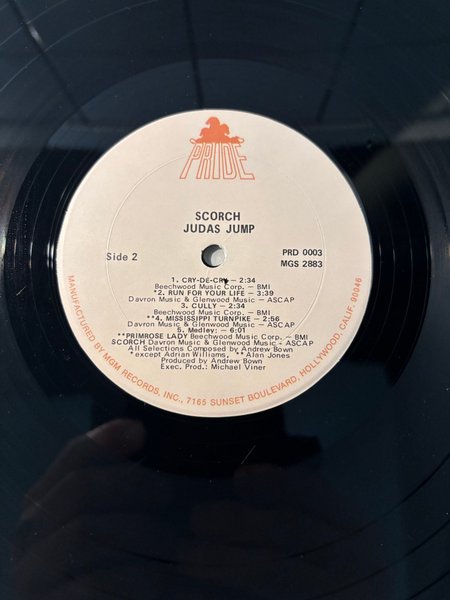 PRIDE
SCORCH
JUDAS JUMP
Side 2
PRD 0003
MGS 2883
1. CRY-DE-CRY — 2:34
Beechwood Music Corp. — BMI
*2. RUN FOR YOUR LIFE — 3:39
Davron Music & Glenwood Music — ASCAP
3. CULLY — 2:34
Beechwood Music Corp. — BMI
**4. MISSISSIPPI TURNPIKE — 2:56
Davron Music & Glenwood Music — ASCAP
5. Medley: — 6:01
**PRIMROSE LADY Beechwood Music Corp. — BMI
SCORCH Davron Music & Glenwood Music - ASCAP
All Selections Composed by Andrew Bown
*except Adrian Williams, ** Alan Jones
Produced by Andrew Bown
Exec. Prod.: Michael Viner
MANUFACTURED BY MGM RECORDS, INC., 7165 SUNSET BOULEVARD, HOLLYWOOD, CALIF. 90046